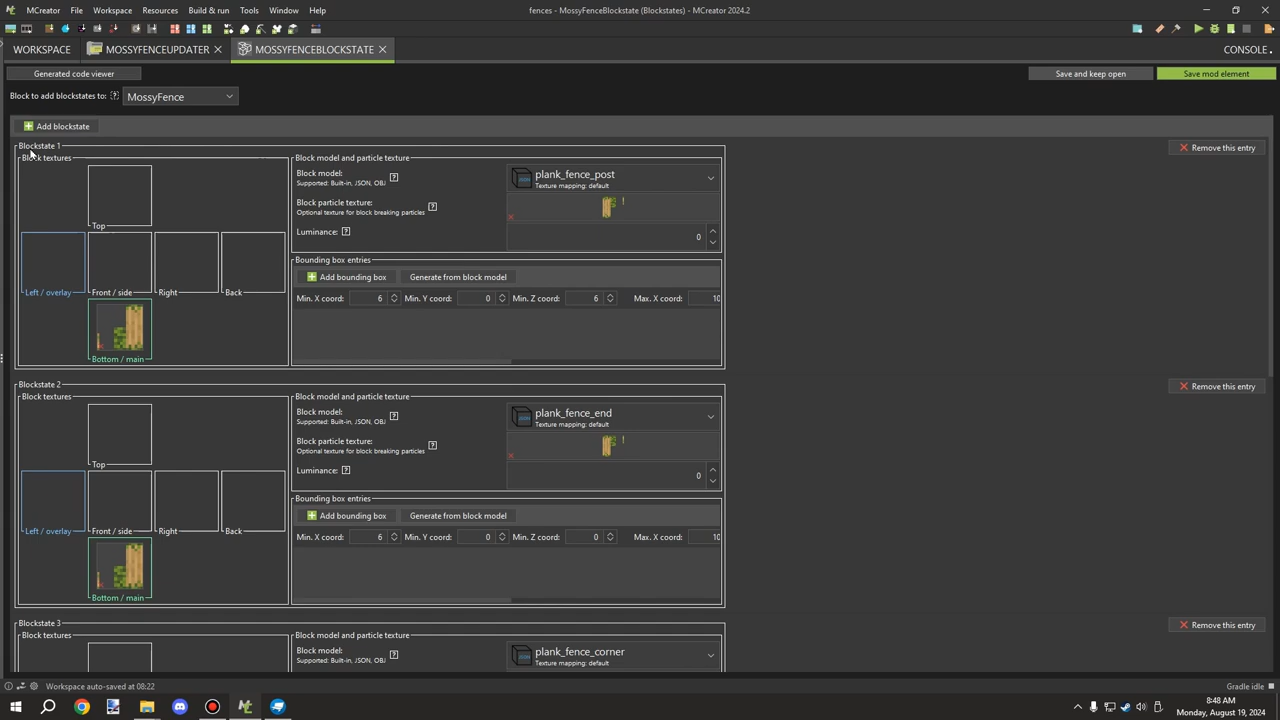 MCreator File Workspace Resources Build & run Tools Window Help fences - MossyFenceBlockstate (Blockstates) - MCreator 2024.2
WORKSPACE MOSSYFENCEUPDATER MOSSYFENCEBLOCKSTATE CONSOLE
Generated code viewer Save and keep open Save mod element
Block to add blockstates to: ? MossyFence
Add blockstate
Blockstate 1 Remove this entry
Block textures Block model and particle texture
Block model: ? plank_fence_post
Supported: Built-in, JSON, OBJ JSON Texture mapping: default
Block particle texture: ? !
Optional texture for block breaking particles
Top
Luminance: ? 0
Bounding box entries
Add bounding box Generate from block model
Left / overlay Front / side Right Back
Min. X coord: 6 Min. Y coord: 0 Min. Z coord: 6 Max. X coord: 10
Bottom / main
Blockstate 2 Remove this entry
Block textures Block model and particle texture
Block model: ? plank_fence_end
Supported: Built-in, JSON, OBJ JSON Texture mapping: default
Block particle texture: ? !
Optional texture for block breaking particles
Top
Luminance: ? 0
Bounding box entries
Add bounding box Generate from block model
Left / overlay Front / side Right Back
Min. X coord: 6 Min. Y coord: 0 Min. Z coord: 0 Max. X coord: 10
Bottom / main
Blockstate 3 Remove this entry
Block textures Block model and particle texture
Block model: ? plank_fence_corner
Supported: Built-in, JSON, OBJ JSON Texture mapping: default
Workspace auto-saved at 08:22 Gradle idle
8:48 AM
Monday, August 19, 2024